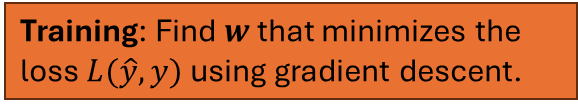 Training: Find w that minimizes the
loss L(ŷ, y) using gradient descent.